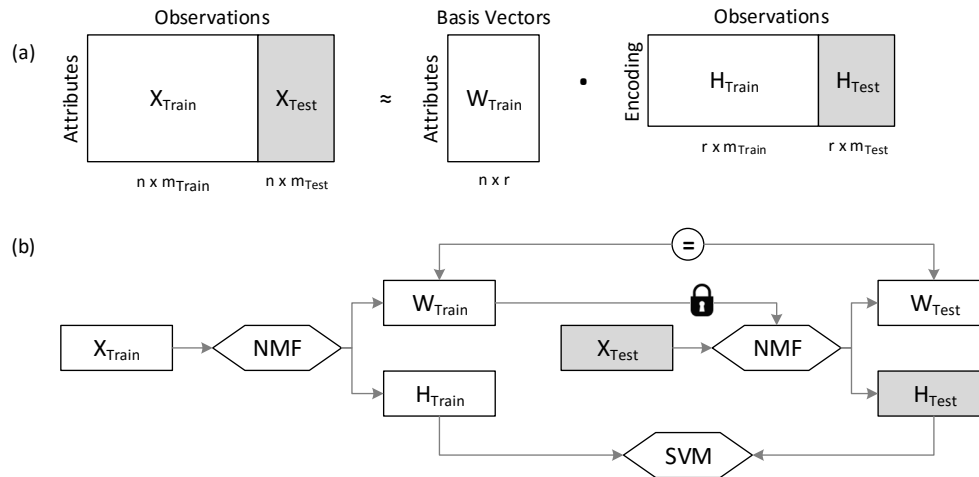 Observations Basis Vectors Observations
(a)
Attributes
X_Train
X_Test
≈
Attributes
W_Train
·
Encoding
H_Train
H_Test
n x m_Train
n x m_Test
n x r
r x m_Train
r x m_Test
(b)
=
W_Train
W_Test
X_Train
NMF
X_Test
NMF
H_Train
H_Test
SVM